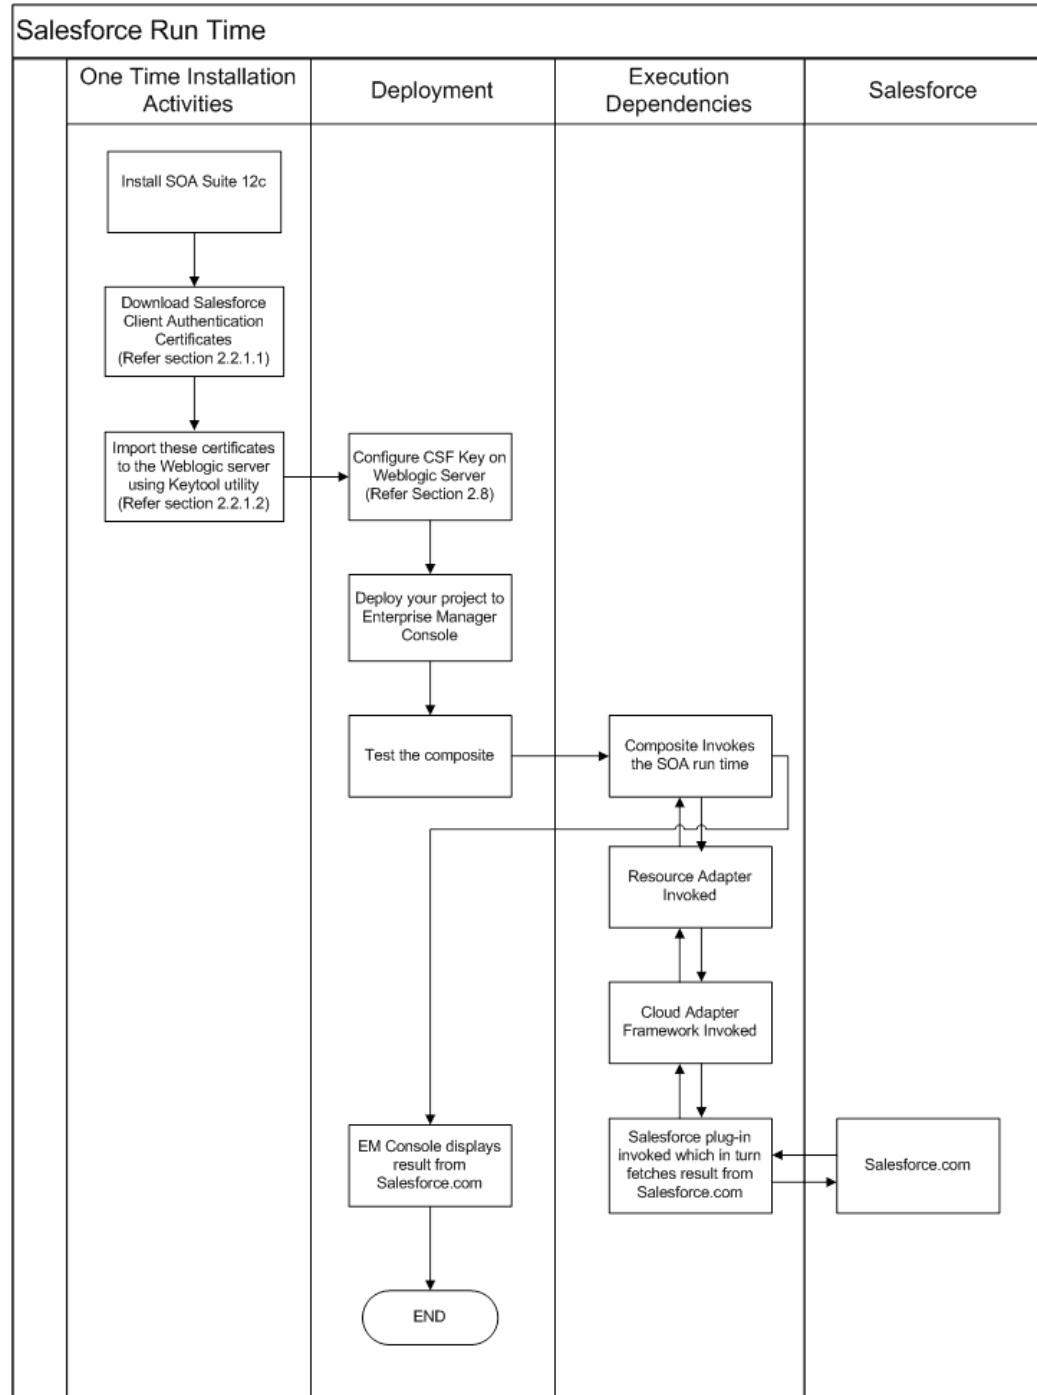 Salesforce Run Time
One Time Installation
Activities
Deployment
Execution
Dependencies
Salesforce
Install SOA Suite 12c
Download Salesforce
Client Authentication
Certificates
(Refer section 2.2.1.1)
Import these certificates
to the Weblogic server
using Keytool utility
(Refer section 2.2.1.2)
Configure CSF Key on
Weblogic Server
(Refer Section 2.8)
Deploy your project to
Enterprise Manager
Console
Test the composite
Composite Invokes
the SOA run time
Resource Adapter
Invoked
Cloud Adapter
Framework Invoked
Salesforce plug-in
invoked which in turn
fetches result from
Salesforce.com
Salesforce.com
EM Console displays
result from
Salesforce.com
END